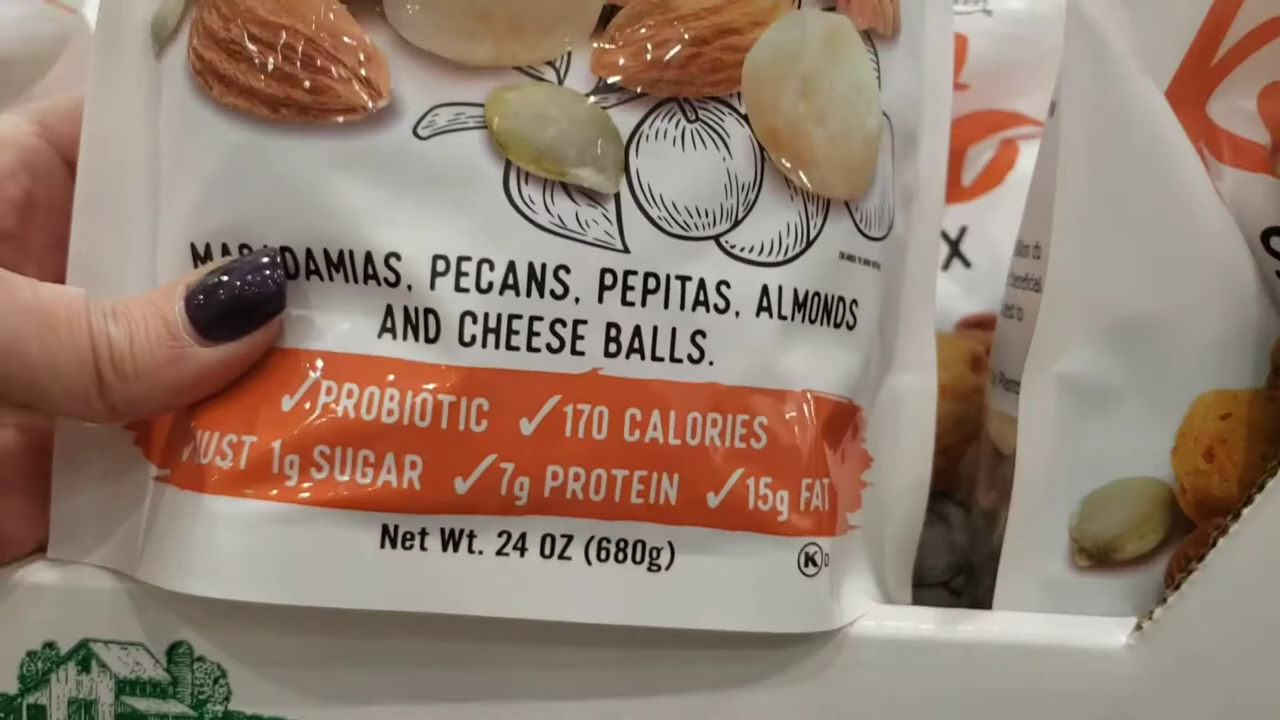 MACADAMIAS, PECANS, PEPITAS, ALMONDS
AND CHEESE BALLS.
✓PROBIOTIC ✓170 CALORIES
JUST 1g SUGAR ✓7g PROTEIN ✓15g FAT
Net Wt. 24 OZ (680g)
K D
X